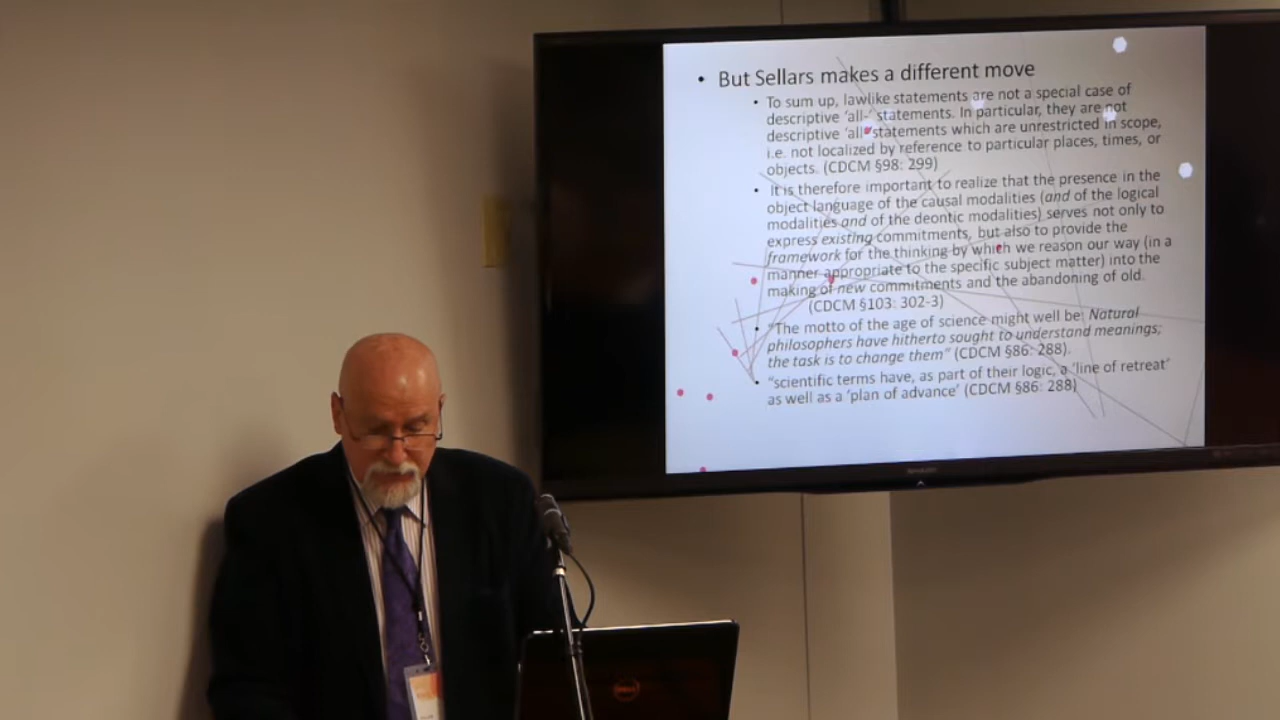 • But Sellars makes a different move
• To sum up, lawlike statements are not a special case of
descriptive 'all-' statements. In particular, they are not
descriptive 'all-'statements which are unrestricted in scope,
i.e. not localized by reference to particular places, times, or
objects. (CDCM §98: 299)
• It is therefore important to realize that the presence in the
object language of the causal modalities (and of the logical
modalities and of the deontic modalities) serves not only to
express existing commitments, but also to provide the
framework for the thinking by which we reason our way (in a
manner appropriate to the specific subject matter) into the
making of new commitments and the abandoning of old.
(CDCM §103: 302-3)
• "The motto of the age of science might well be: Natural
philosophers have hitherto sought to understand meanings;
the task is to change them" (CDCM §86: 288).
• "scientific terms have, as part of their logic, a 'line of retreat'
as well as a 'plan of advance' (CDCM §86: 288)
DELL